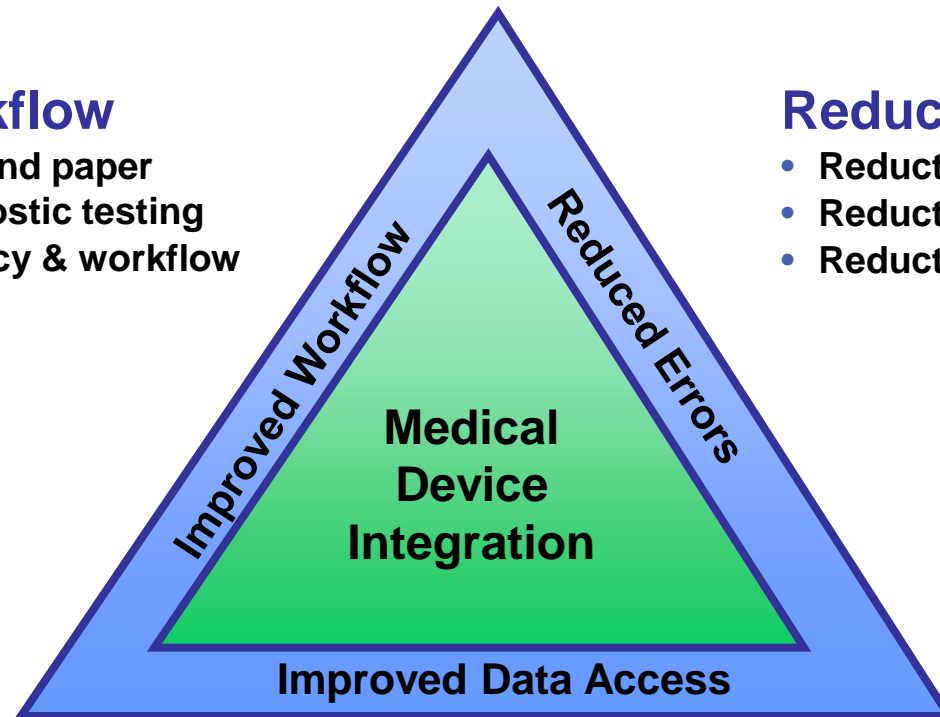 kflow
nd paper
ostic testing
cy & workflow
Reduc
• Reduct
• Reduct
• Reduct
Improved Workflow
Reduced Errors
Medical
Device
Integration
Improved Data Access